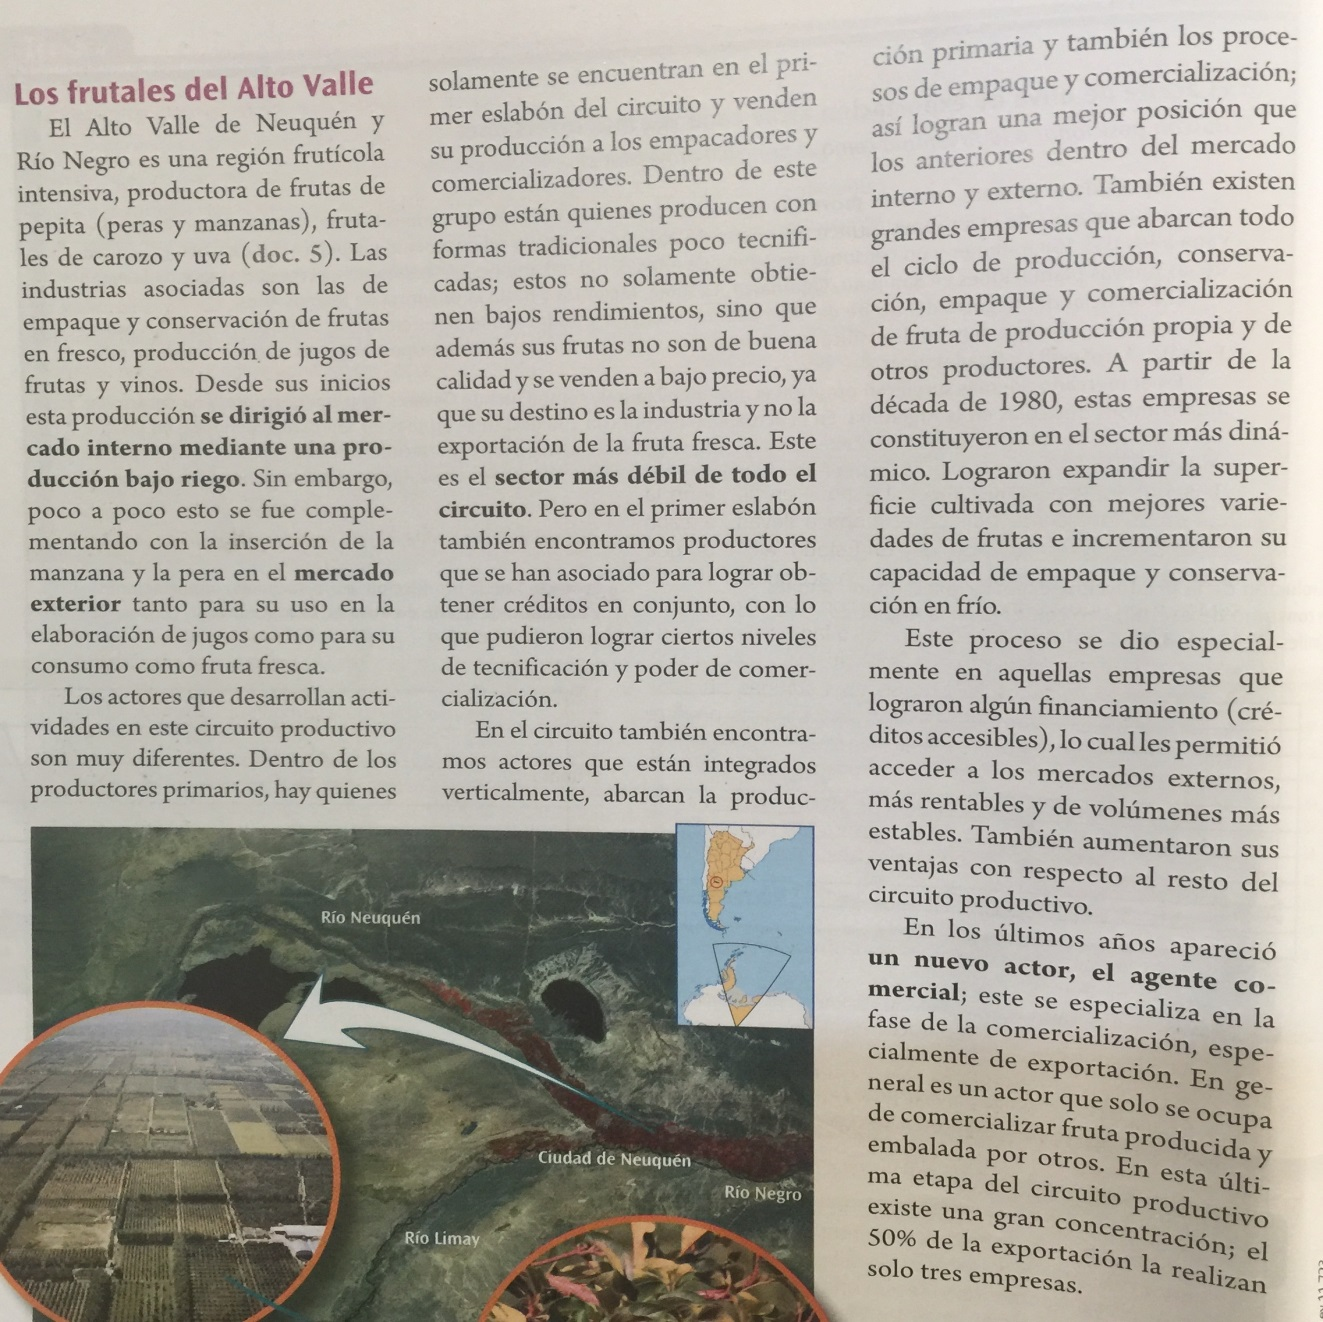 Los frutales del Alto Valle
El Alto Valle de Neuquén y
Río Negro es una región frutícola
intensiva, productora de frutas de
pepita (peras y manzanas), fruta-
les de carozo y uva (doc. 5). Las
industrias asociadas son las de
empaque y conservación de frutas
en fresco, producción de jugos de
frutas y vinos. Desde sus inicios
esta producción se dirigió al mer-
cado interno mediante una pro-
ducción bajo riego. Sin embargo,
poco a poco esto se fue comple-
mentando con la inserción de la
manzana y la pera en el mercado
exterior tanto para su uso en la
elaboración de jugos como para su
consumo como fruta fresca.
Los actores que desarrollan acti-
vidades en este circuito productivo
son muy diferentes. Dentro de los
productores primarios, hay quienes
solamente se encuentran en el pri-
mer eslabón del circuito y venden
su producción a los empacadores y
comercializadores. Dentro de este
grupo están quienes producen con
formas tradicionales poco tecnifi-
cadas; estos no solamente obtie-
nen bajos rendimientos, sino que
además sus frutas no son de buena
calidad y se venden a bajo precio, ya
que su destino es la industria y no la
exportación de la fruta fresca. Este
es el sector más débil de todo el
circuito. Pero en el primer eslabón
también encontramos productores
que se han asociado para lograr ob-
tener créditos en conjunto, con lo
que pudieron lograr ciertos niveles
de tecnificación y poder de comer-
cialización.
En el circuito también encontra-
mos actores que están integrados
verticalmente, abarcan la produc-
ción primaria y también los proce-
sos de empaque y comercialización;
así logran una mejor posición que
los anteriores dentro del mercado
interno y externo. También existen
grandes empresas que abarcan todo
el ciclo de producción, conserva-
ción, empaque y comercialización
de fruta de producción propia y de
otros productores. A partir de la
década de 1980, estas empresas se
constituyeron en el sector más diná-
mico. Lograron expandir la super-
ficie cultivada con mejores varie-
dades de frutas e incrementaron su
capacidad de empaque y conserva-
ción en frío.
Este proceso se dio especial-
mente en aquellas empresas que
lograron algún financiamiento (cré-
ditos accesibles), lo cual les permitió
acceder a los mercados externos,
más rentables y de volúmenes más
estables. También aumentaron sus
ventajas con respecto al resto del
circuito productivo.
En los últimos años apareció
un nuevo actor, el agente co-
mercial; este se especializa en la
fase de la comercialización, espe-
cialmente de exportación. En ge-
neral es un actor que solo se ocupa
de comercializar fruta producida y
embalada por otros. En esta últi-
ma etapa del circuito productivo
existe una gran concentración; el
50% de la exportación la realizan
solo tres empresas.
Río Neuquén
Ciudad de Neuquén
Río Negro
Río Limay